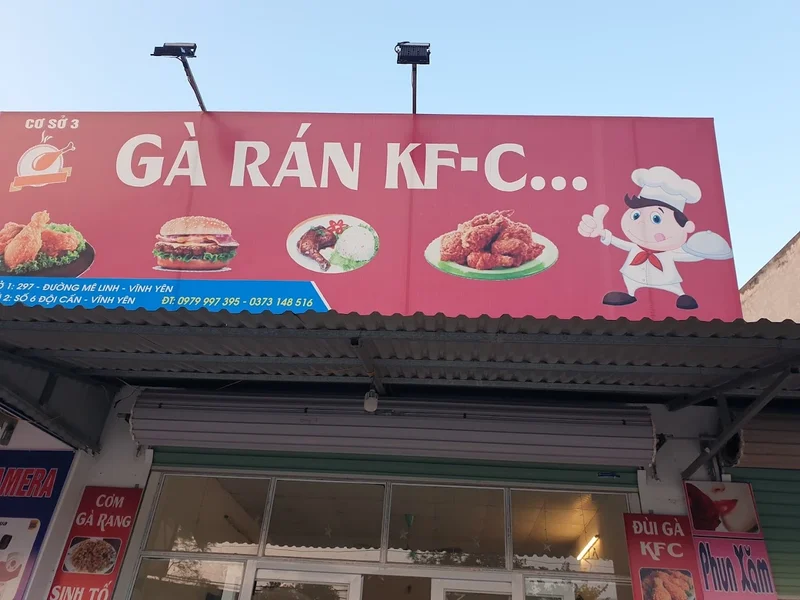 CƠ SỞ 3
GÀ RÁN KF-C...
1: 297 - ĐƯỜNG MÊ LINH - VĨNH YÊN
2: SỐ 6 ĐỘI CẤN - VĨNH YÊN
ĐT: 0979 997 395 - 0373 148 516
AMERA
CƠM
GÀ RANG
SINH TỐ
ĐÙI GÀ
KFC
Phun Xăm